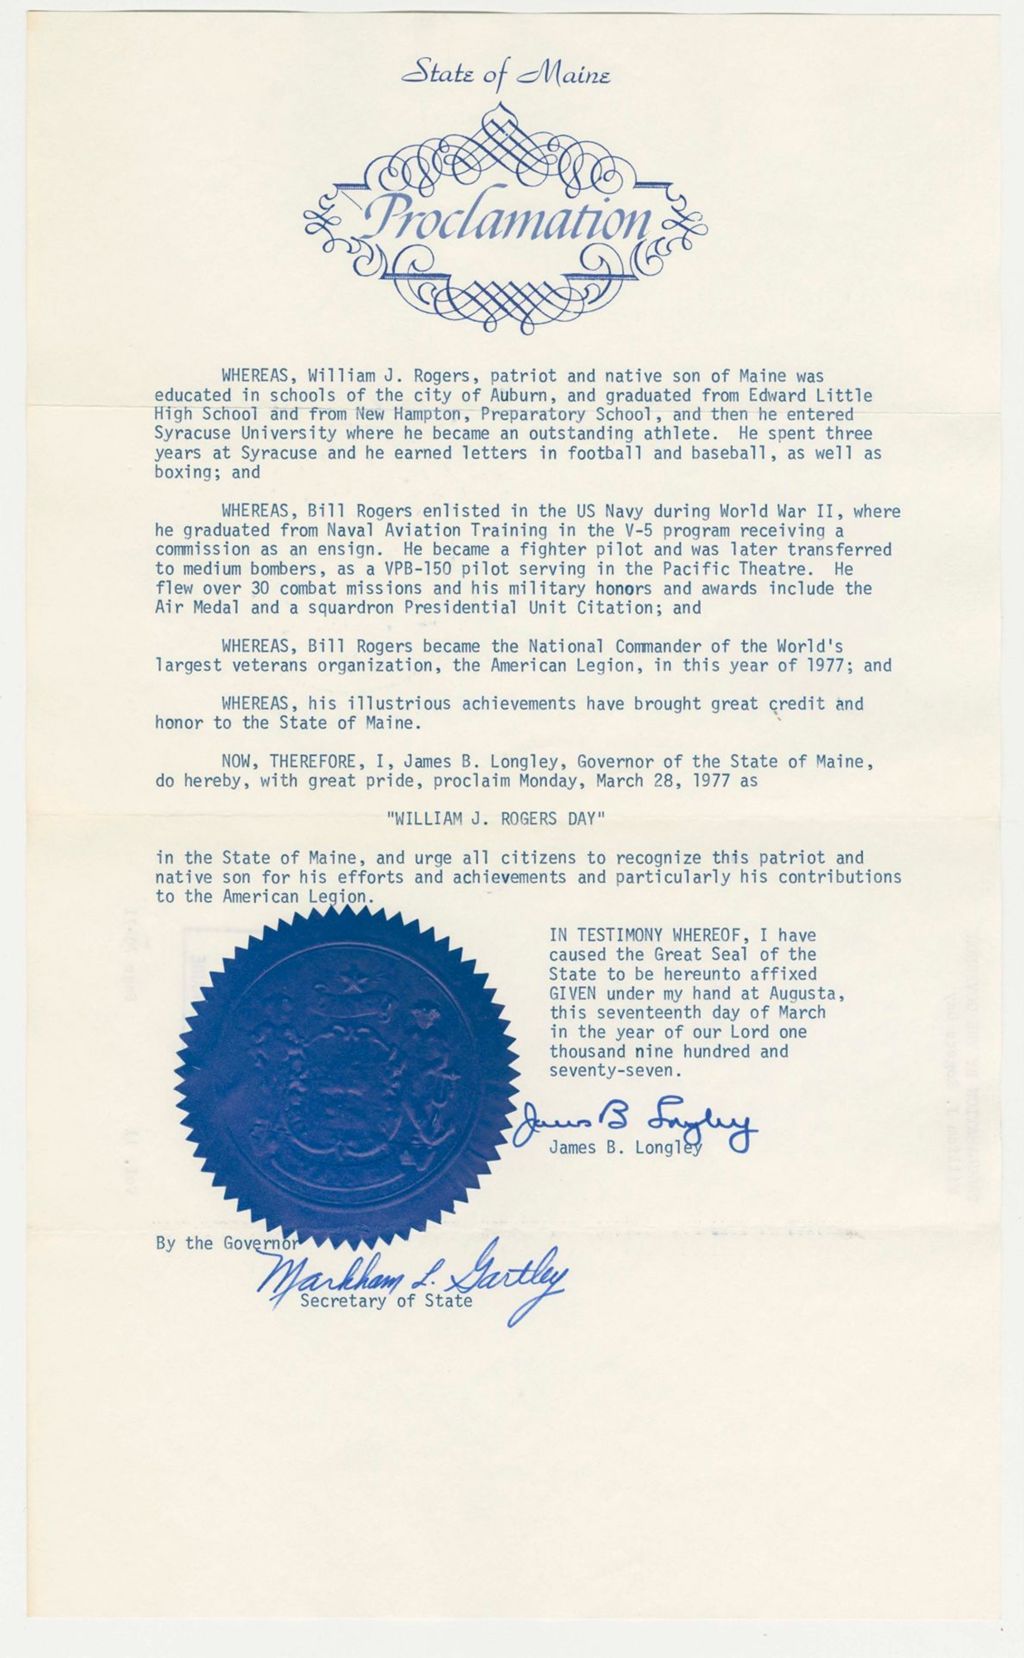 State of Maine
Proclamation
WHEREAS, William J. Rogers, patriot and native son of Maine was
educated in schools of the city of Auburn, and graduated from Edward Little
High School and from New Hampton, Preparatory School, and then he entered
Syracuse University where he became an outstanding athlete. He spent three
years at Syracuse and he earned letters in football and baseball, as well as
boxing; and
WHEREAS, Bill Rogers enlisted in the US Navy during World War II, where
he graduated from Naval Aviation Training in the V-5 program receiving a
commission as an ensign. He became a fighter pilot and was later transferred
to medium bombers, as a VPB-150 pilot serving in the Pacific Theatre. He
flew over 30 combat missions and his military honors and awards include the
Air Medal and a squardron Presidential Unit Citation; and
WHEREAS, Bill Rogers became the National Commander of the World's
largest veterans organization, the American Legion, in this year of 1977; and
WHEREAS, his illustrious achievements have brought great credit and
honor to the State of Maine.
NOW, THEREFORE, I, James B. Longley, Governor of the State of Maine,
do hereby, with great pride, proclaim Monday, March 28, 1977 as
"WILLIAM J. ROGERS DAY"
in the State of Maine, and urge all citizens to recognize this patriot and
native son for his efforts and achievements and particularly his contributions
to the American Legion.
IN TESTIMONY WHEREOF, I have
caused the Great Seal of the
State to be hereunto affixed
GIVEN under my hand at Augusta,
this seventeenth day of March
in the year of our Lord one
thousand nine hundred and
seventy-seven.
James B Longley
James B. Longley
By the Governor
Markham L. Gartley
Secretary of State